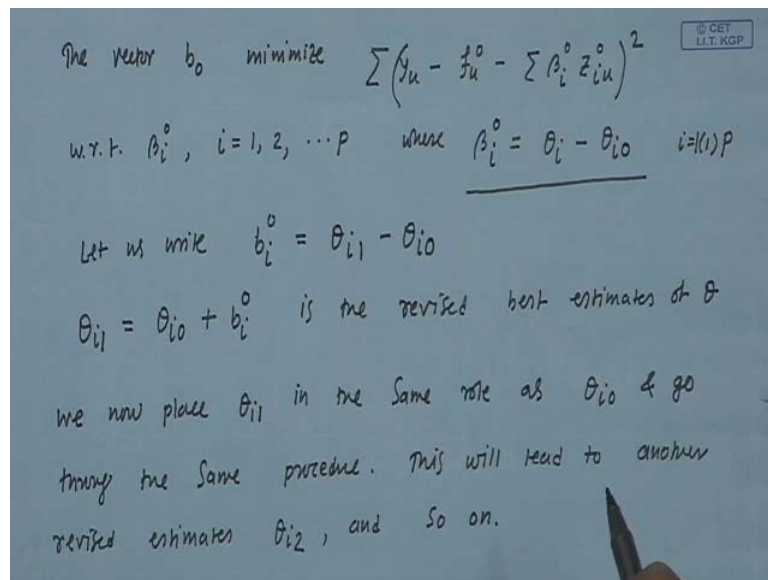 © CET
I.I.T. KGP
The vector b₀ minimize Σ(yᵤ - fᵤ⁰ - Σ βᵢ⁰ Zᵢᵤ⁰)²
w.r.t. βᵢ⁰, i = 1, 2, ... p where βᵢ⁰ = θᵢ - θᵢ₀ i=1(1)p
Let us write bᵢ⁰ = θᵢ₁ - θᵢ₀
θᵢ₁ = θᵢ₀ + bᵢ⁰ is the revised best estimates of θ
we now place θᵢ₁ in the same role as θᵢ₀ & go
throug the same procedue. This will lead to another
revised estimates θᵢ₂, and so on.